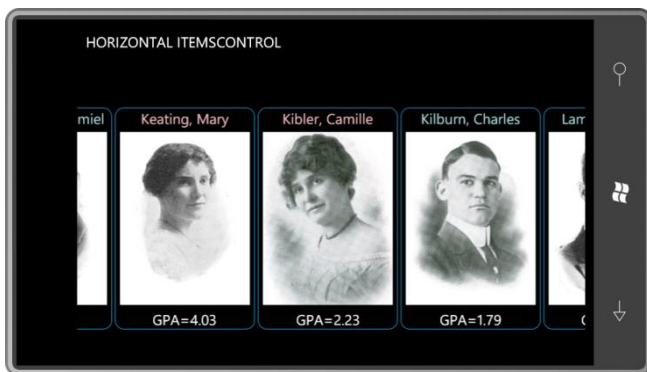 HORIZONTAL ITEMSCONTROL
miel
Keating, Mary
Kibler, Camille
Kilburn, Charles
Lam
GPA=4.03
GPA=2.23
GPA=1.79